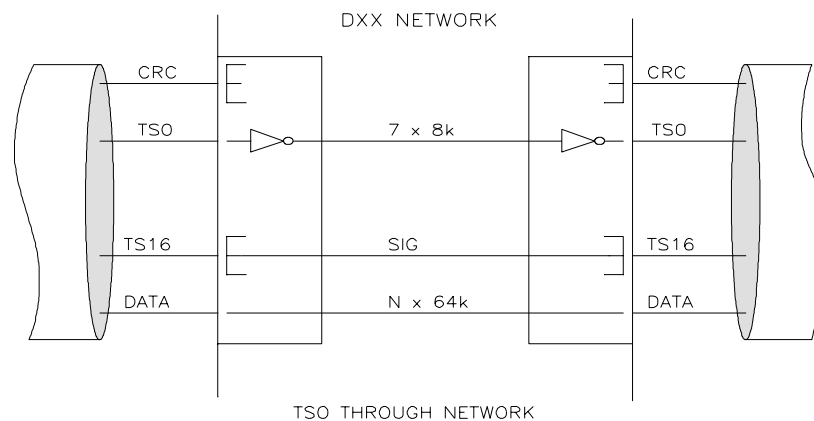 DXX NETWORK
CRC CRC
TS0 7 x 8k TS0
TS16 SIG TS16
DATA N x 64k DATA
TS0 THROUGH NETWORK